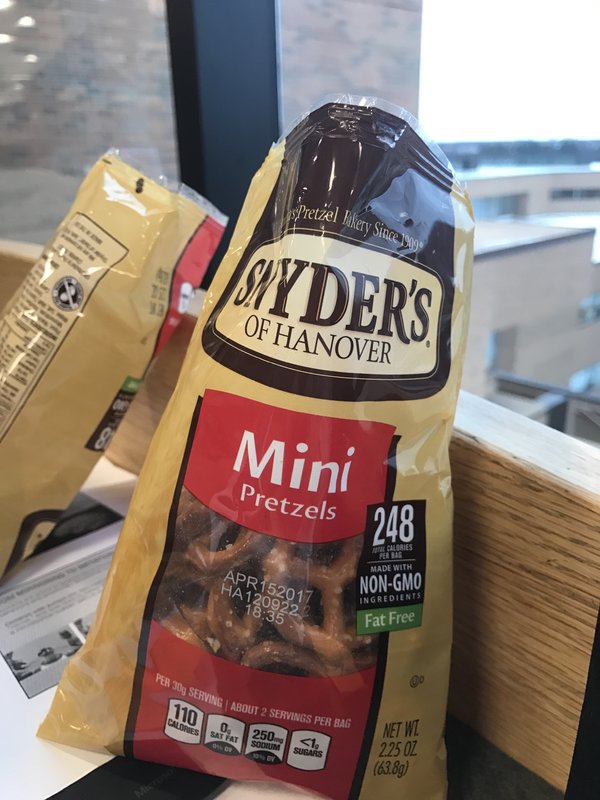 Pretzel Bakery Since 1909®
SNYDER'S
OF HANOVER®
Mini
Pretzels
248
TOTAL CALORIES
PER BAG
MADE WITH
NON-GMO
INGREDIENTS
Fat Free
APR152017
HA120922
18:35
PER 30g SERVING | ABOUT 2 SERVINGS PER BAG
110
CALORIES
0g
SAT FAT
0% DV
250mg
SODIUM
10% DV
<1g
SUGARS
NET WT.
2.25 OZ.
(63.8g)